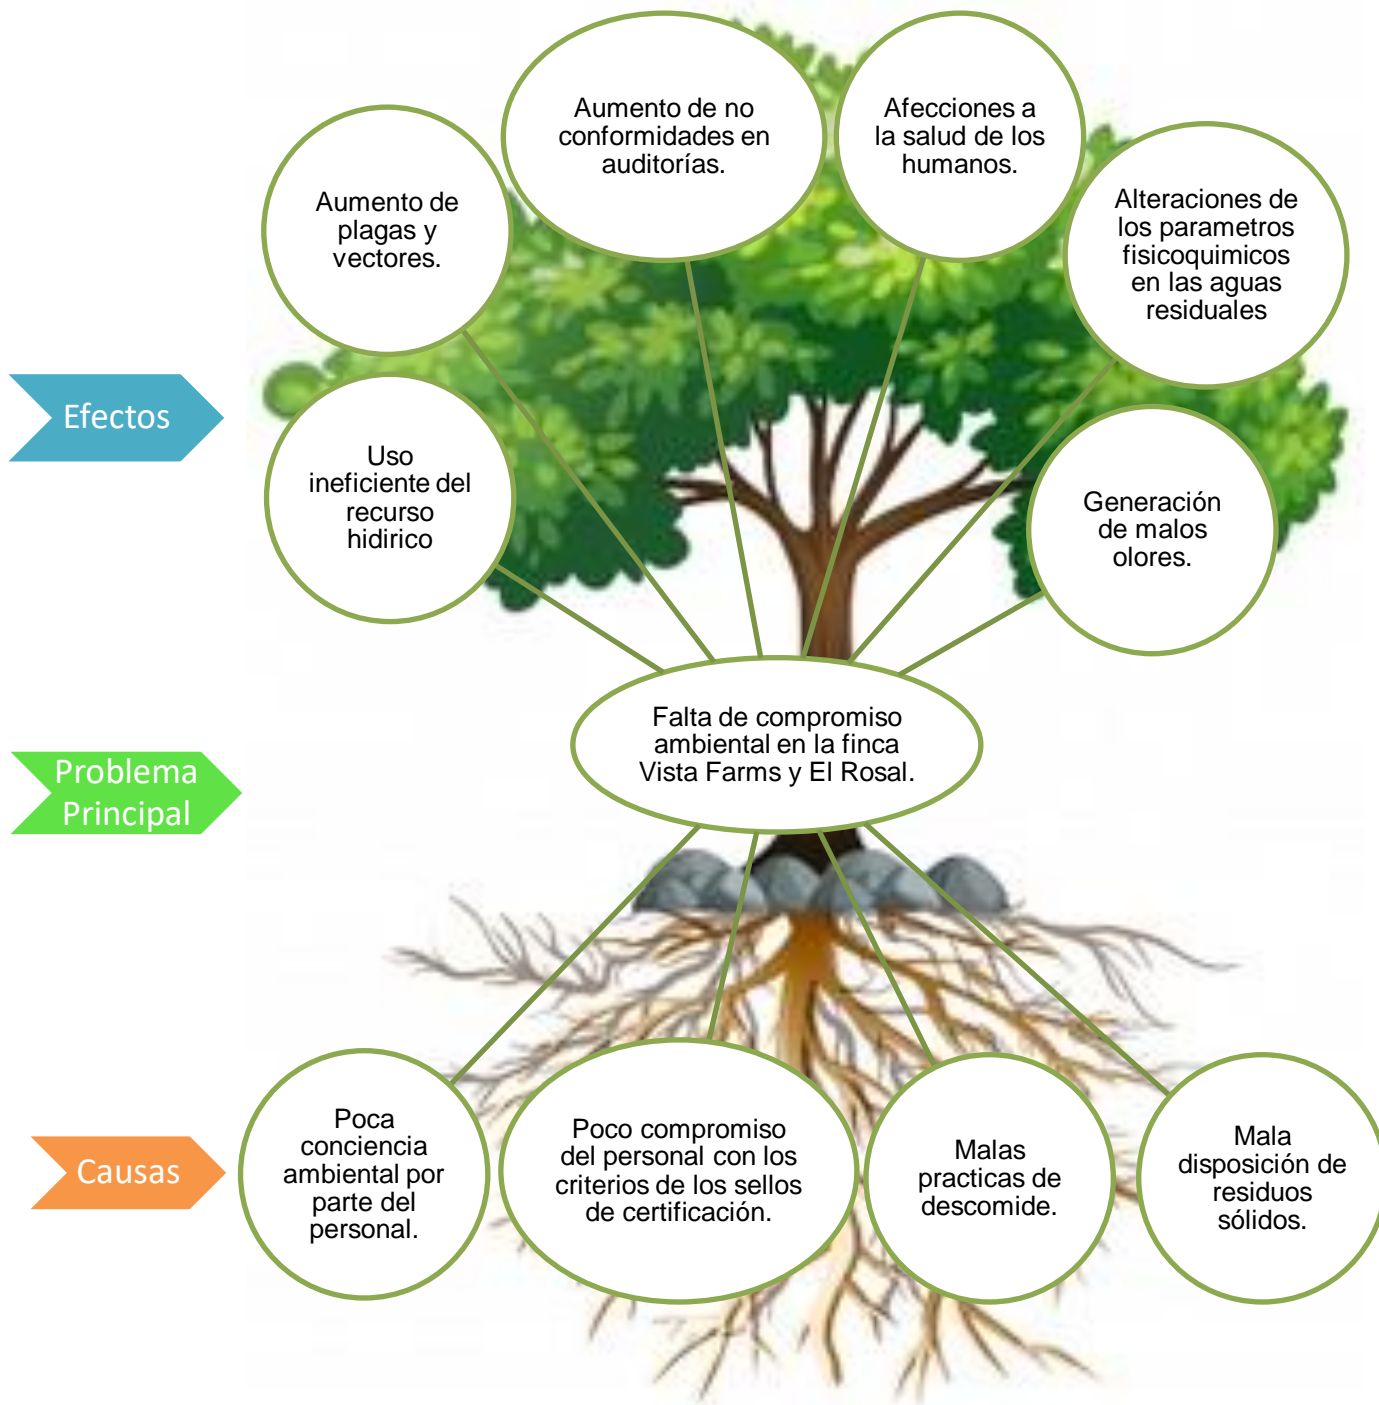 Aumento de no
conformidades en
auditorías.
Afecciones a
la salud de los
humanos.
Aumento de
plagas y
vectores.
Alteraciones de
los parametros
fisicoquimicos
en las aguas
residuales
Efectos
Uso
ineficiente del
recurso
hidirico
Generación
de malos
olores.
Problema
Principal
Falta de compromiso
ambiental en la finca
Vista Farms y El Rosal.
Causas
Poca
conciencia
ambiental por
parte del
personal.
Poco compromiso
del personal con los
criterios de los sellos
de certificación.
Malas
practicas de
descomide.
Mala
disposición de
residuos
sólidos.